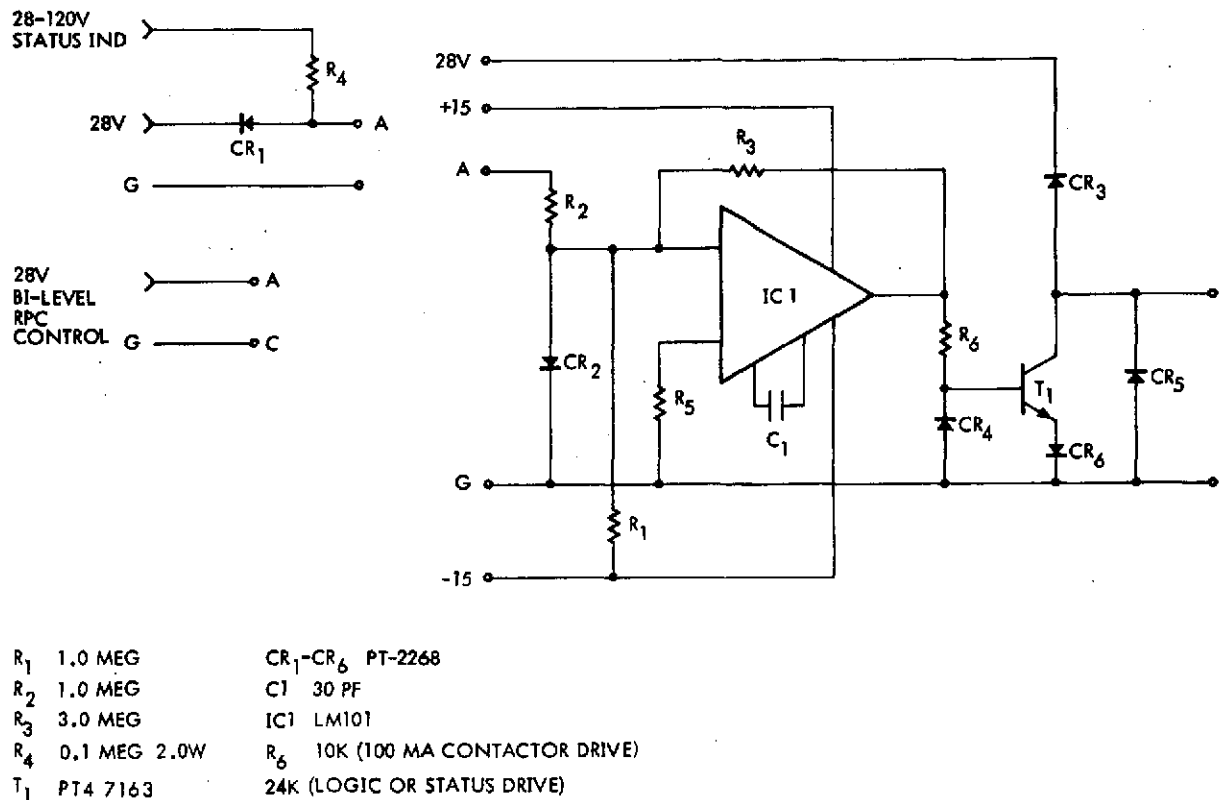 28-120V
STATUS IND
R4
28V
CR1
A
G
28V
BI-LEVEL
RPC
CONTROL
A
G
C
28V
+15
A
R2
R3
CR3
IC1
CR2
R5
C1
R6
CR4
T1
CR6
CR5
G
R1
-15
R1 1.0 MEG CR1-CR6 PT-2268
R2 1.0 MEG C1 30 PF
R3 3.0 MEG IC1 LM101
R4 0.1 MEG 2.0W R6 10K (100 MA CONTACTOR DRIVE)
T1 PT4 7163 24K (LOGIC OR STATUS DRIVE)